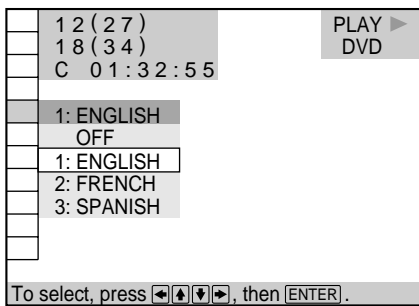 12(27)
18(34)
C 01:32:55
PLAY ▶
DVD
1: ENGLISH
OFF
1: ENGLISH
2: FRENCH
3: SPANISH
To select, press ←↑↓→, then ENTER.